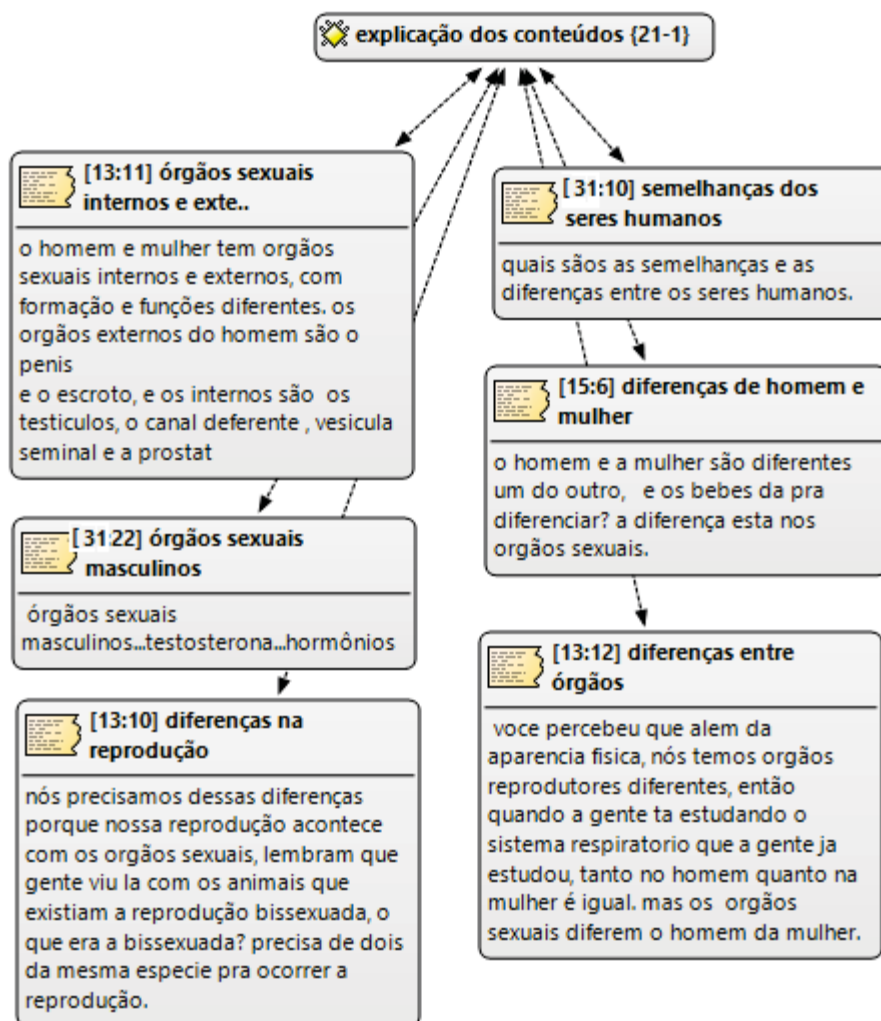 explicação dos conteúdos {21-1}
[13:11] órgãos sexuais
internos e exte..
o homem e mulher tem orgãos
sexuais internos e externos, com
formação e funções diferentes. os
orgãos externos do homem são o
penis
e o escroto, e os internos são os
testiculos, o canal deferente , vesicula
seminal e a prostat
[31:22] órgãos sexuais
masculinos
órgãos sexuais
masculinos...testosterona...hormônios
[13:10] diferenças na
reprodução
nós precisamos dessas diferenças
porque nossa reprodução acontece
com os orgãos sexuais, lembram que
gente viu la com os animais que
existiam a reprodução bissexuada, o
que era a bissexuada? precisa de dois
da mesma especie pra ocorrer a
reprodução.
[31:10] semelhanças dos
seres humanos
quais sãos as semelhanças e as
diferenças entre os seres humanos.
[15:6] diferenças de homem e
mulher
o homem e a mulher são diferentes
um do outro, e os bebes da pra
diferenciar? a diferença esta nos
orgãos sexuais.
[13:12] diferenças entre
órgãos
voce percebeu que alem da
aparencia fisica, nós temos orgãos
reprodutores diferentes, então
quando a gente ta estudando o
sistema respiratorio que a gente ja
estudou, tanto no homem quanto na
mulher é igual. mas os orgãos
sexuais diferem o homem da mulher.